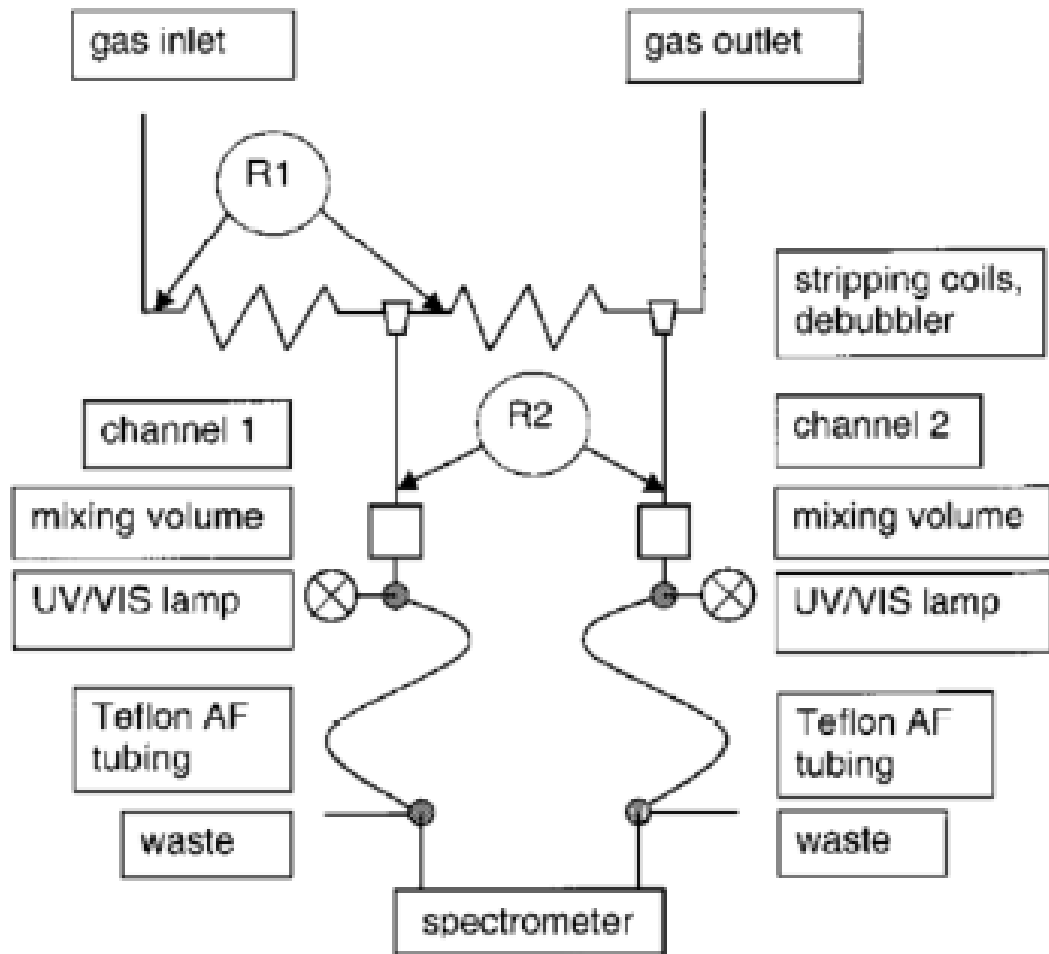 gas inlet
gas outlet
R1
stripping coils,
debubbler
channel 1
R2
channel 2
mixing volume
mixing volume
UV/VIS lamp
UV/VIS lamp
Teflon AF
tubing
Teflon AF
tubing
waste
waste
spectrometer